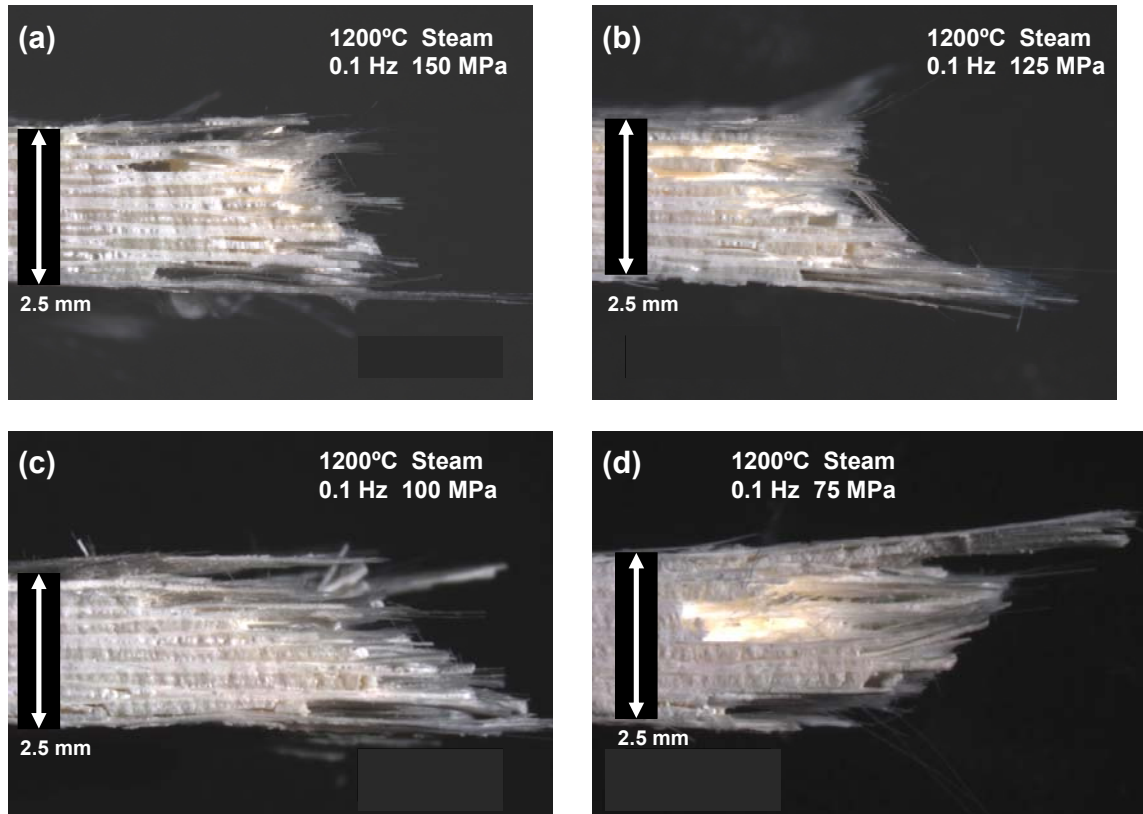 (a)
1200ºC Steam
0.1 Hz 150 MPa
2.5 mm
(b)
1200ºC Steam
0.1 Hz 125 MPa
2.5 mm
(c)
1200ºC Steam
0.1 Hz 100 MPa
2.5 mm
(d)
1200ºC Steam
0.1 Hz 75 MPa
2.5 mm